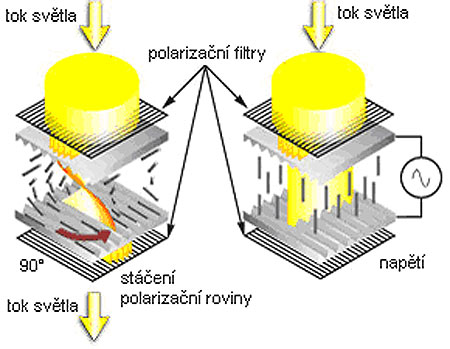 tok světla
tok světla
polarizační filtry
90°
stáčení
polarizační roviny
napětí
tok světla